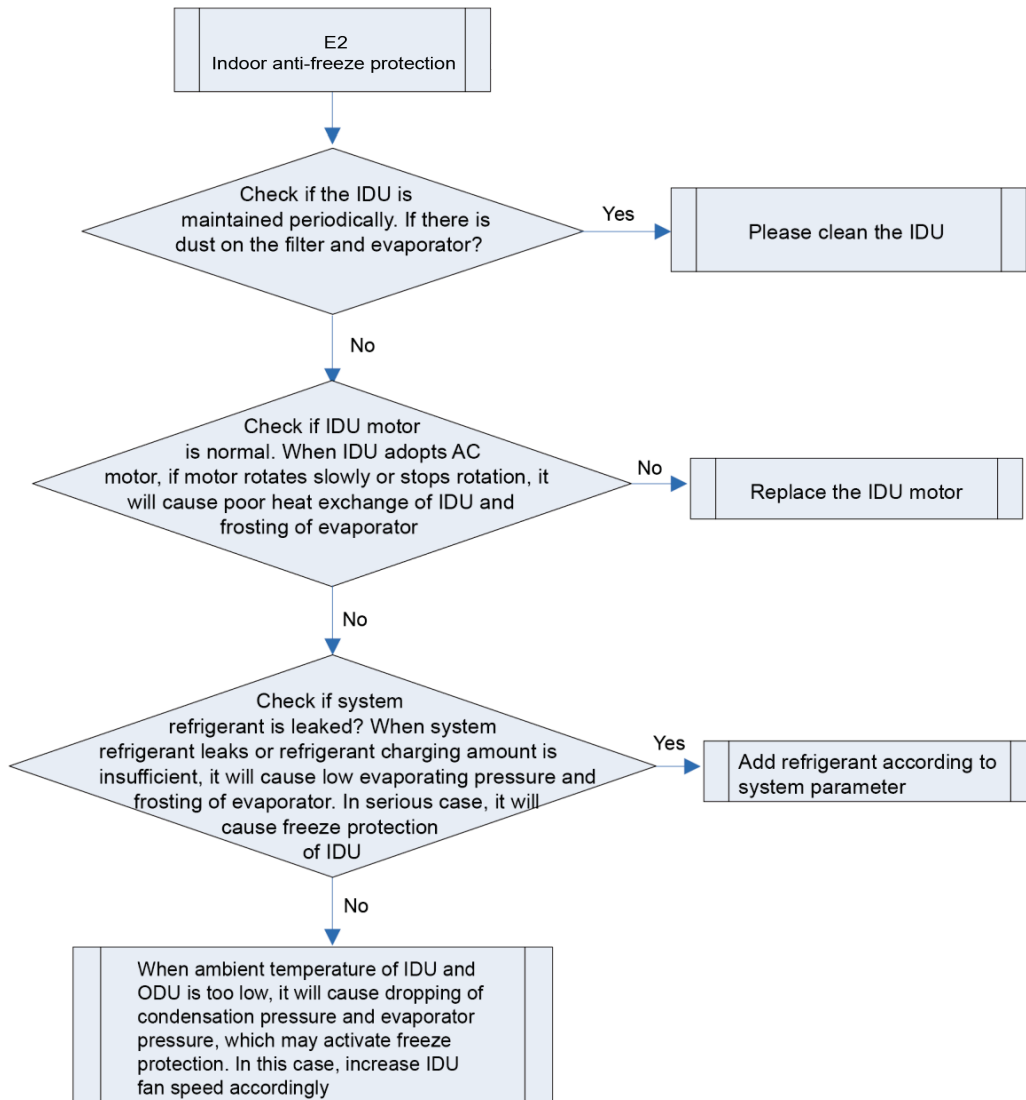 E2
Indoor anti-freeze protection
Check if the IDU is
maintained periodically. If there is
dust on the filter and evaporator?
Yes
Please clean the IDU
No
Check if IDU motor
is normal. When IDU adopts AC
motor, if motor rotates slowly or stops rotation, it
will cause poor heat exchange of IDU and
frosting of evaporator
No
Replace the IDU motor
No
Check if system
refrigerant is leaked? When system
refrigerant leaks or refrigerant charging amount is
insufficient, it will cause low evaporating pressure and
frosting of evaporator. In serious case, it will
cause freeze protection
of IDU
Yes
Add refrigerant according to
system parameter
No
When ambient temperature of IDU and
ODU is too low, it will cause dropping of
condensation pressure and evaporator
pressure, which may activate freeze
protection. In this case, increase IDU
fan speed accordingly